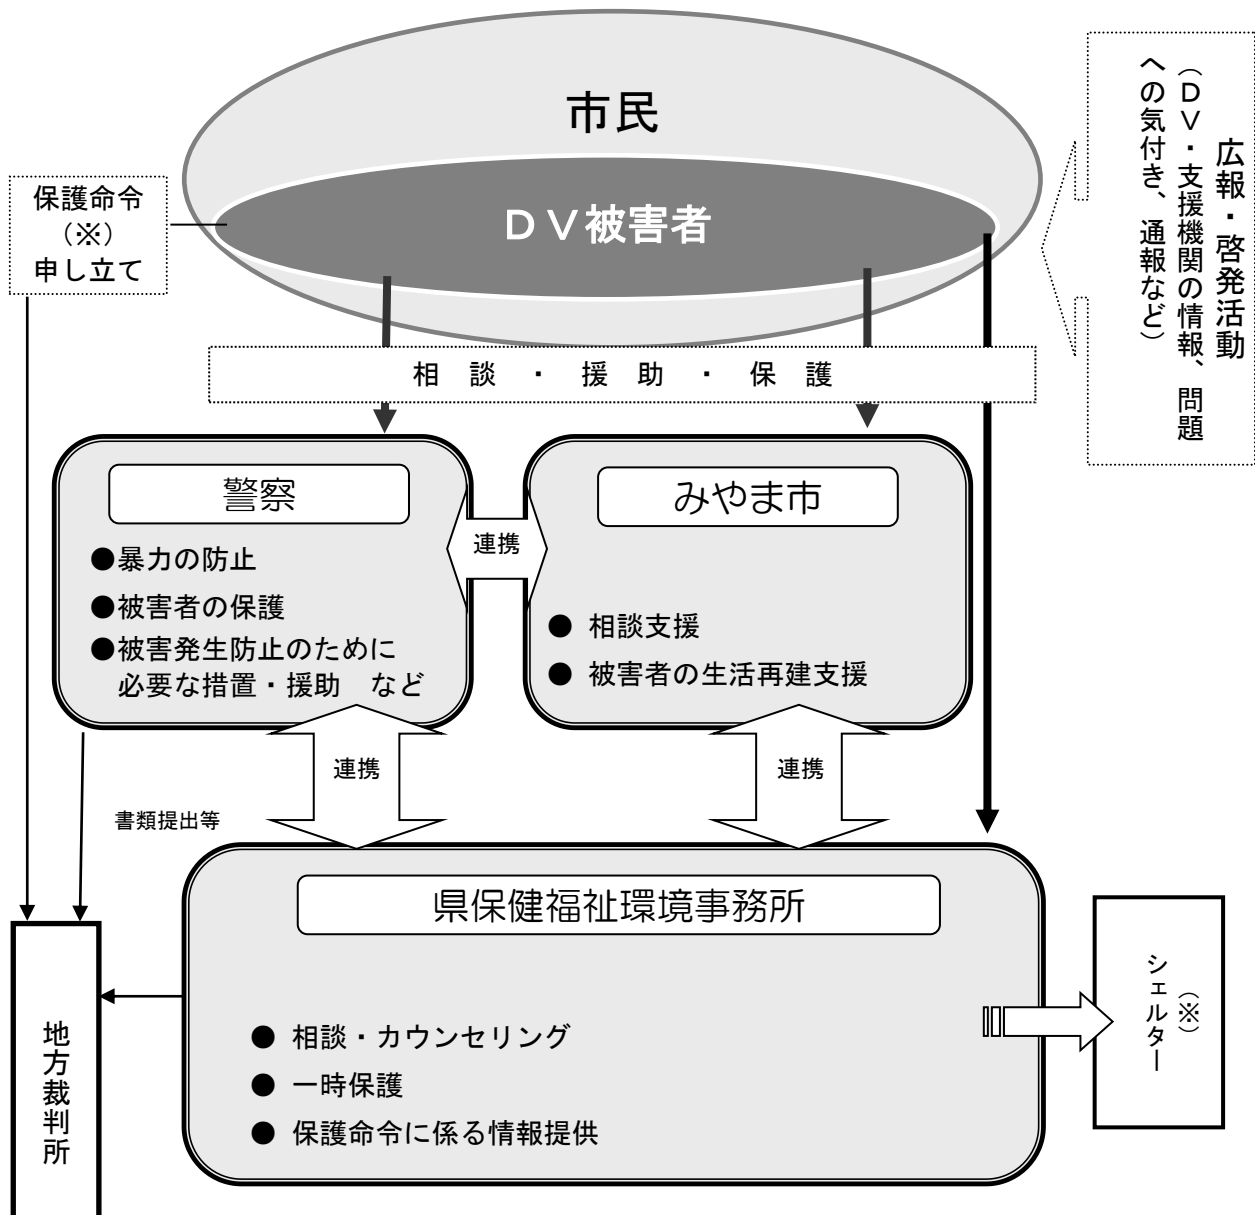 市民
ＤＶ被害者
保護命令
（※）
申し立て
広報・啓発活動
（ＤＶ・支援機関の情報、問題
への気付き、通報など）
相　談　・　援　助　・　保　護
警察
●暴力の防止
●被害者の保護
●被害発生防止のために
必要な措置・援助　など
連携
みやま市
● 相談支援
● 被害者の生活再建支援
連携
連携
書類提出等
県保健福祉環境事務所
● 相談・カウンセリング
● 一時保護
● 保護命令に係る情報提供
地方裁判所
（※）
シェルター